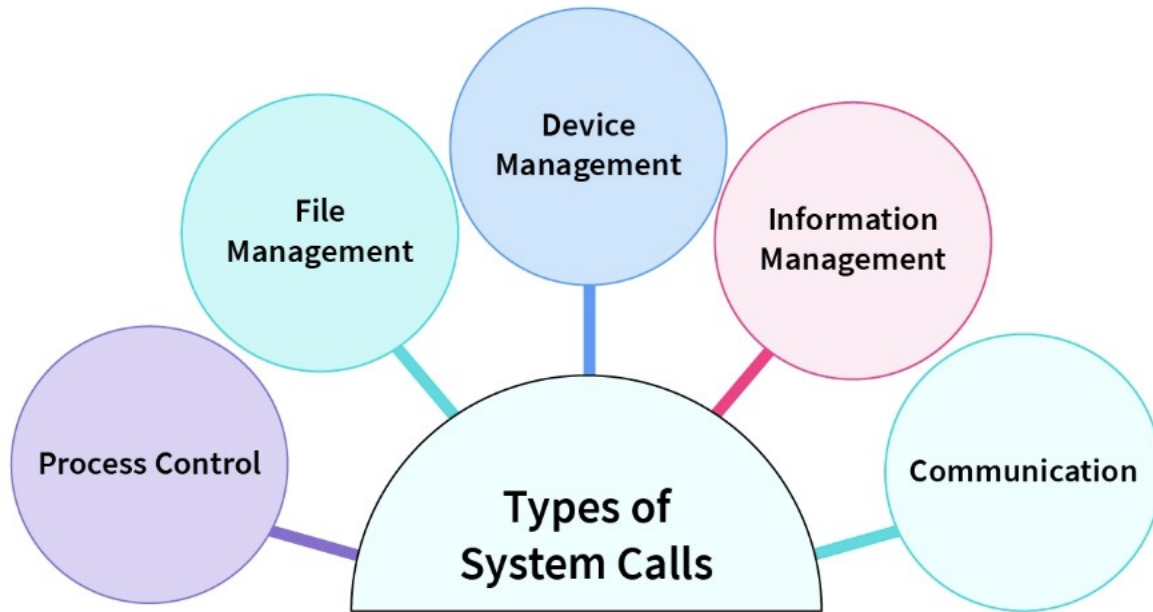 Device
Management
File
Management
Information
Management
Process Control
Communication
Types of
System Calls